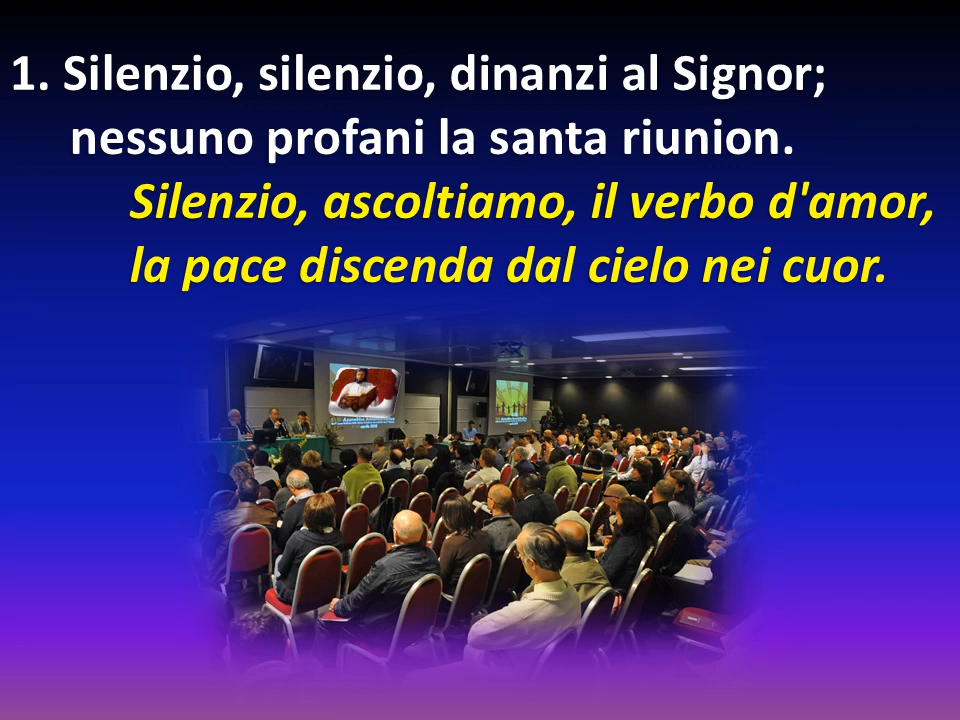 1. Silenzio, silenzio, dinanzi al Signor;
nessuno profani la santa riunion.
Silenzio, ascoltiamo, il verbo d'amor,
la pace discenda dal cielo nei cuor.